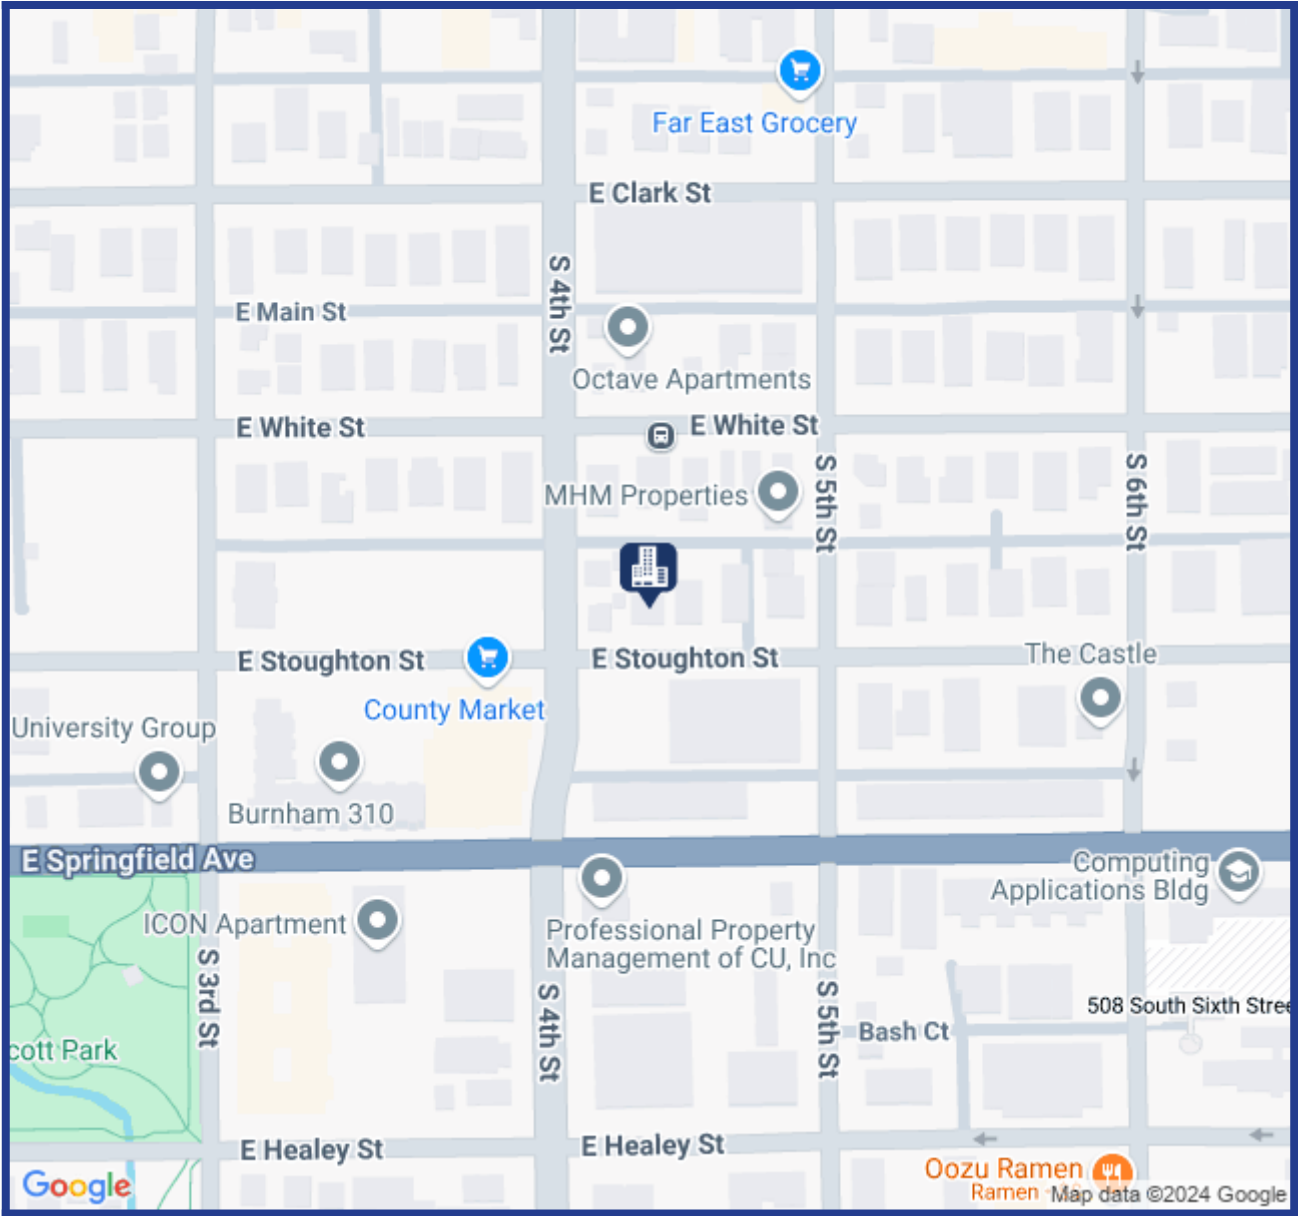 Far East Grocery
E Clark St
S 4th St
E Main St
Octave Apartments
E White St
E White St
S 5th St
S 6th St
MHM Properties
E Stoughton St
E Stoughton St
The Castle
County Market
University Group
Burnham 310
E Springfield Ave
Computing
Applications Bldg
ICON Apartment
Professional Property
Management of CU, Inc
S 3rd St
S 4th St
S 5th St
508 South Sixth Stree
Bash Ct
cott Park
E Healey St
E Healey St
Oozu Ramen
Ramen
Google
Map data ©2024 Google